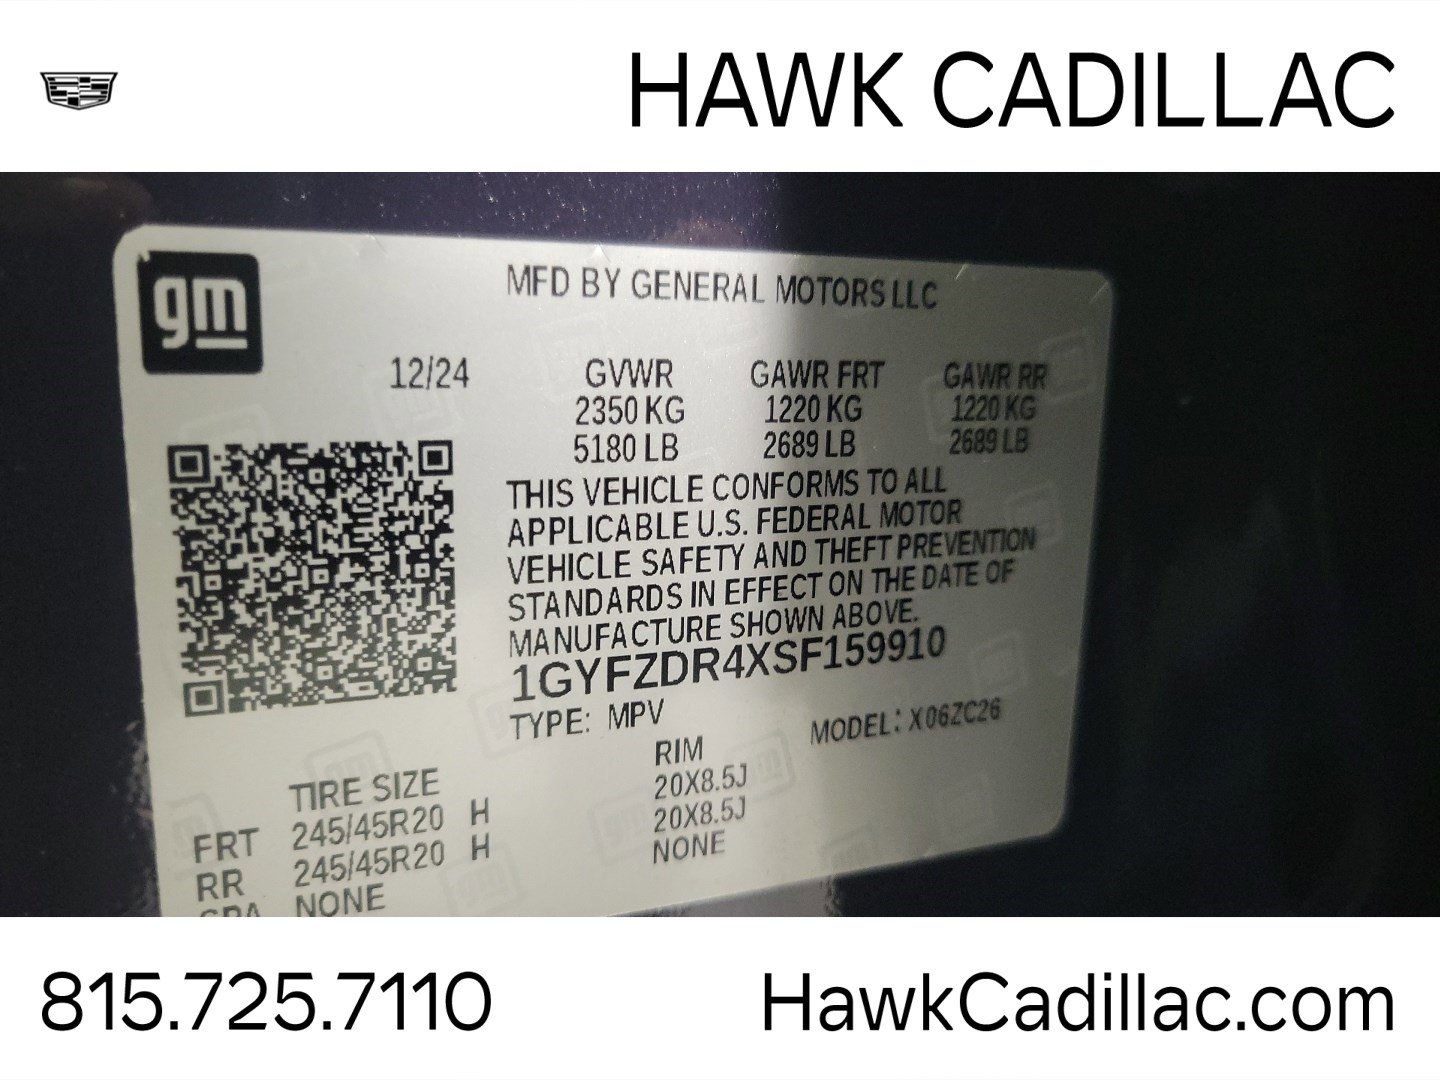 HAWK CADILLAC
gm
MFD BY GENERAL MOTORS LLC
12/24 GVWR GAWR FRT GAWR RR
2350 KG 1220 KG 1220 KG
5180 LB 2689 LB 2689 LB
THIS VEHICLE CONFORMS TO ALL
APPLICABLE U.S. FEDERAL MOTOR
VEHICLE SAFETY AND THEFT PREVENTION
STANDARDS IN EFFECT ON THE DATE OF
MANUFACTURE SHOWN ABOVE.
1GYFZDR4XSF159910
TYPE: MPV MODEL: X06ZC26
TIRE SIZE RIM
FRT 245/45R20 H 20X8.5J
RR 245/45R20 H 20X8.5J
SPA NONE NONE
815.725.7110
HawkCadillac.com